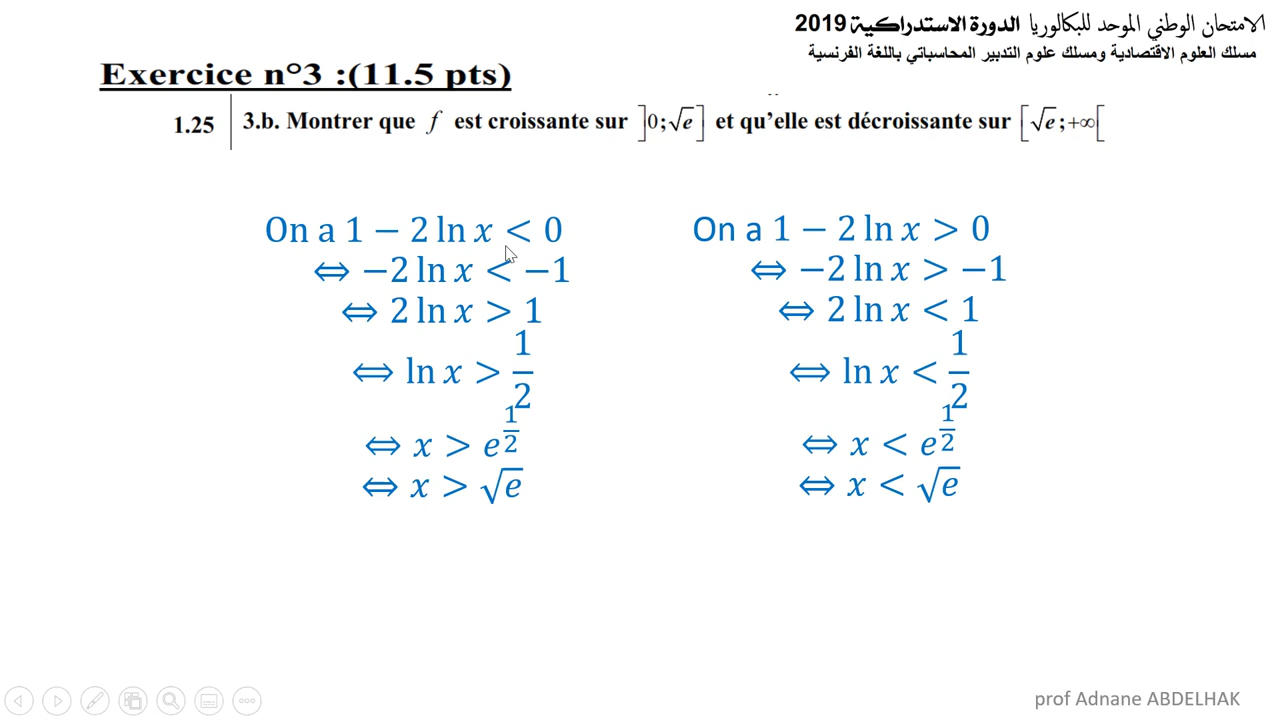 الامتحان الوطني الموحد للبكالوريا الدورة الاستدراكية 2019
مسلك العلوم الاقتصادية ومسلك علوم التدبير المحاسباتي باللغة الفرنسية
Exercice n°3 :(11.5 pts)
1.25 3.b. Montrer que f est croissante sur ]0;√e] et qu'elle est décroissante sur [√e;+∞[
On a 1 − 2 ln x < 0
⇔ −2 ln x < −1
⇔ 2 ln x > 1
⇔ ln x > 1/2
⇔ x > e^(1/2)
⇔ x > √e
On a 1 − 2 ln x > 0
⇔ −2 ln x > −1
⇔ 2 ln x < 1
⇔ ln x < 1/2
⇔ x < e^(1/2)
⇔ x < √e
prof Adnane ABDELHAK